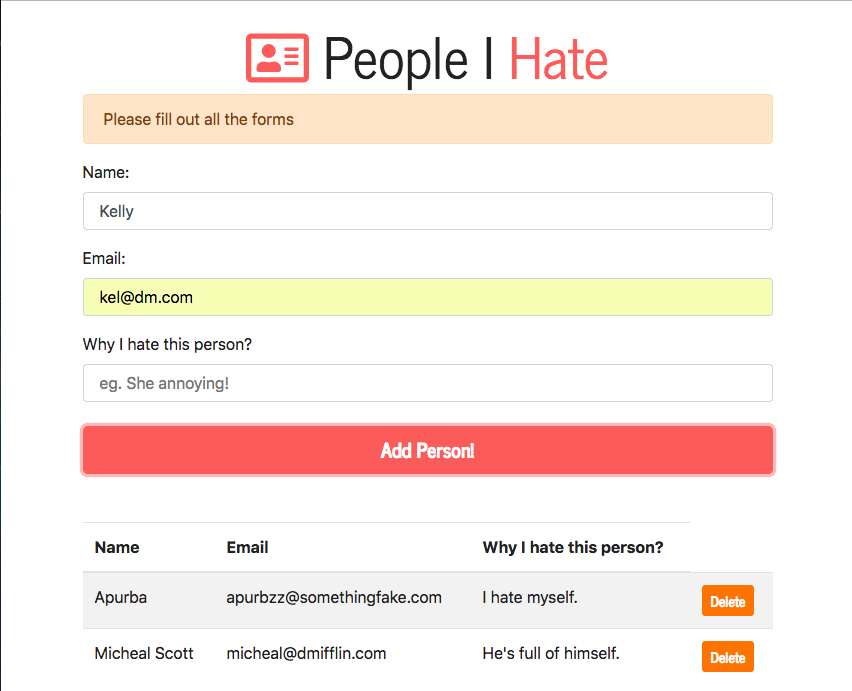 People I Hate
Please fill out all the forms
Name:
Kelly
Email:
kel@dm.com
Why I hate this person?
eg. She annoying!
Add Person!
Name Email Why I hate this person?
Apurba apurbzz@somethingfake.com I hate myself. Delete
Micheal Scott micheal@dmifflin.com He's full of himself. Delete